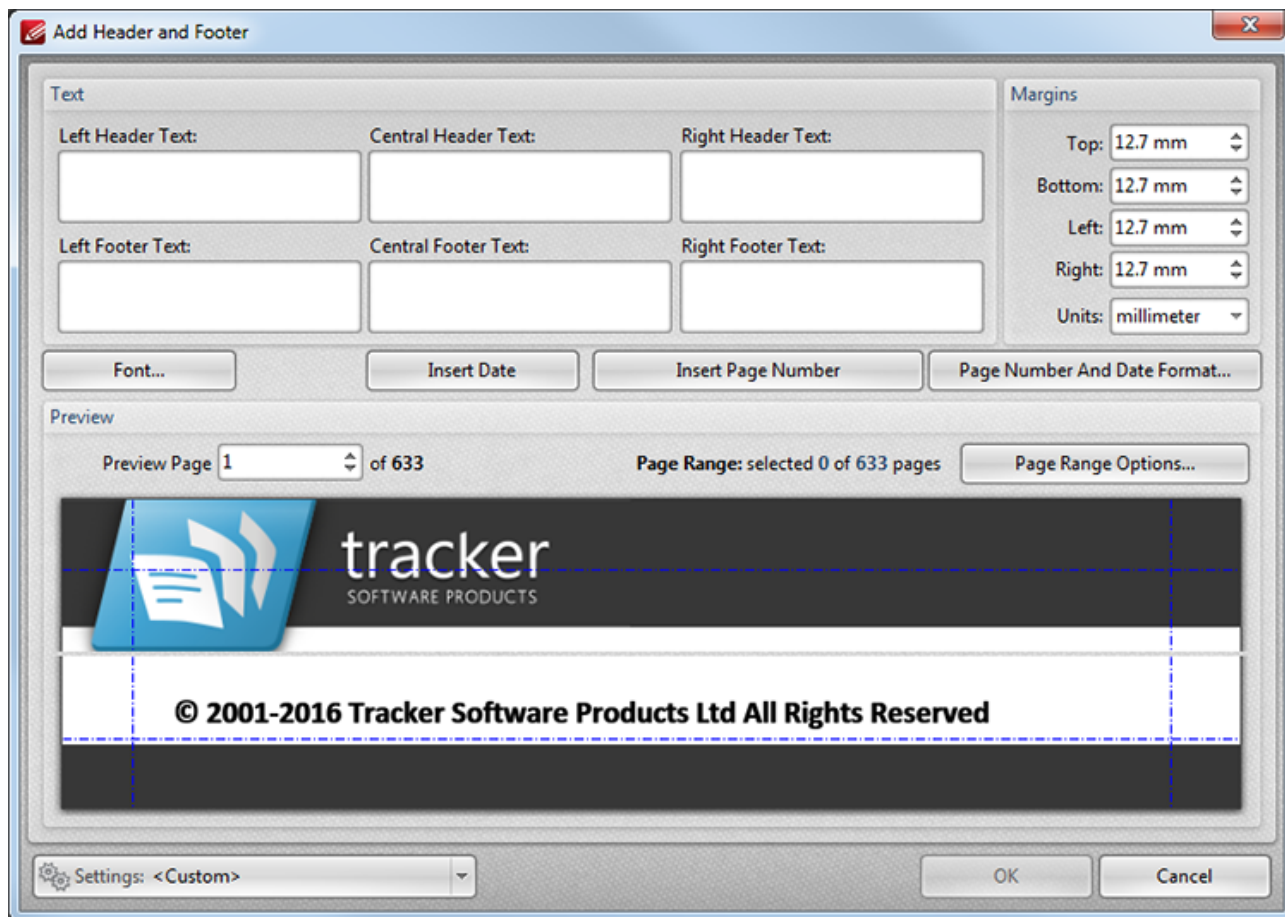 Add Header and Footer
Text
Margins
Left Header Text: Central Header Text: Right Header Text:
Top: 12.7 mm
Bottom: 12.7 mm
Left: 12.7 mm
Left Footer Text: Central Footer Text: Right Footer Text:
Right: 12.7 mm
Units: millimeter
Font... Insert Date Insert Page Number Page Number And Date Format...
Preview
Preview Page 1 of 633 Page Range: selected 0 of 633 pages Page Range Options...
tracker
SOFTWARE PRODUCTS
© 2001-2016 Tracker Software Products Ltd All Rights Reserved
Settings: <Custom> OK Cancel